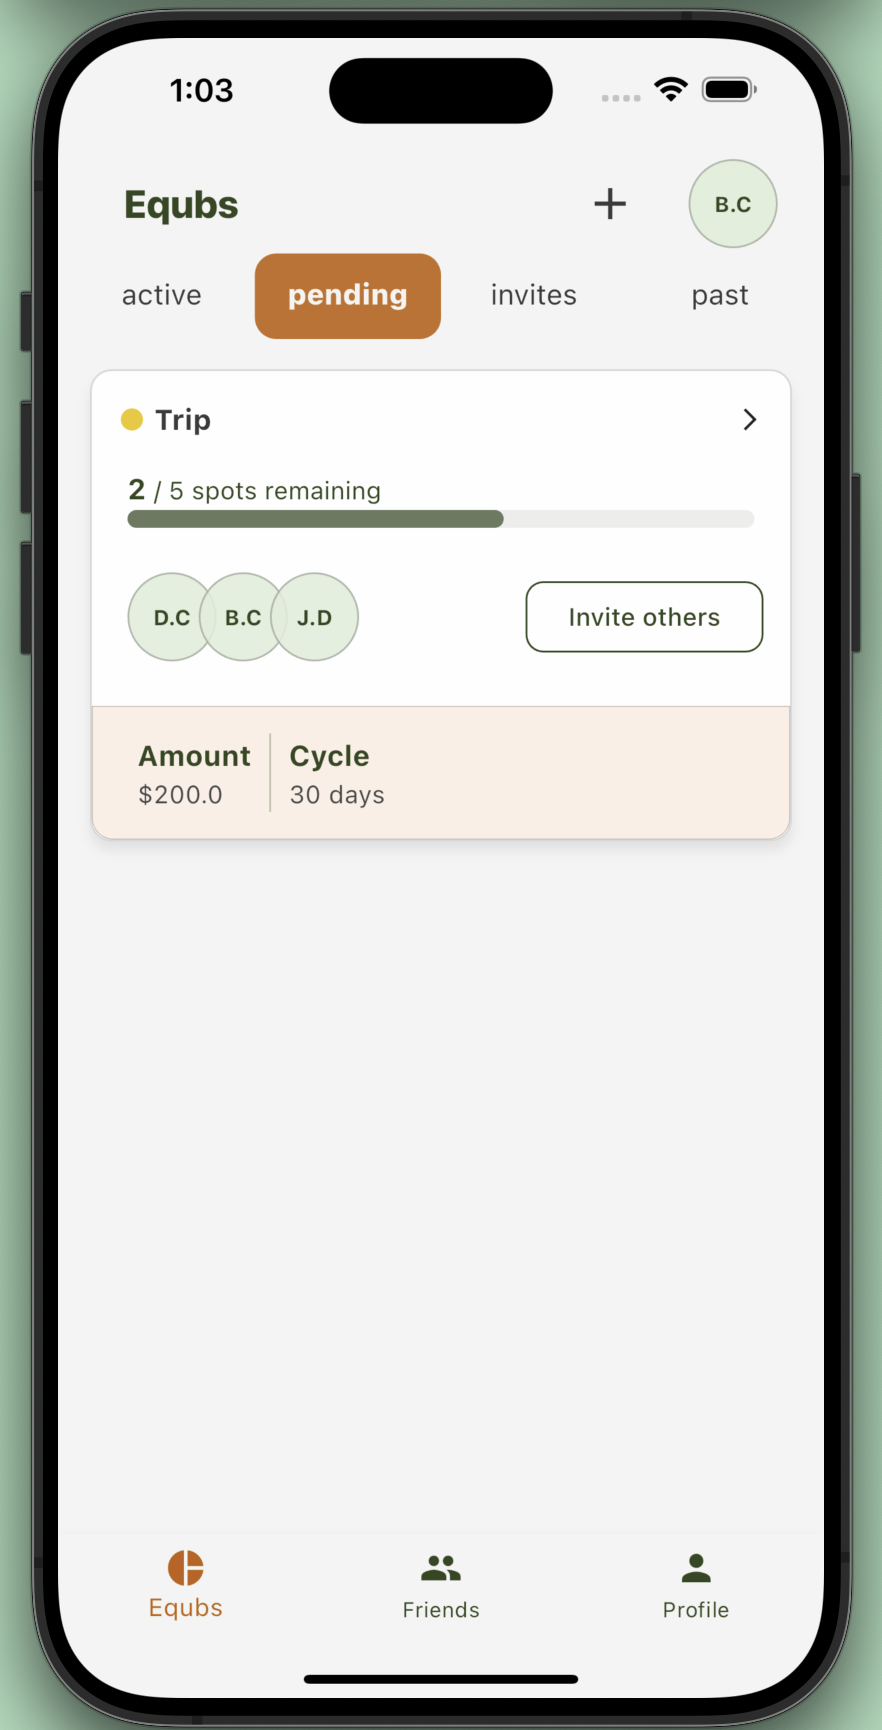 1:03
Equbs
B.C
active pending invites past
Trip
2 / 5 spots remaining
D.C B.C J.D
Invite others
Amount Cycle
$200.0 30 days
Equbs Friends Profile